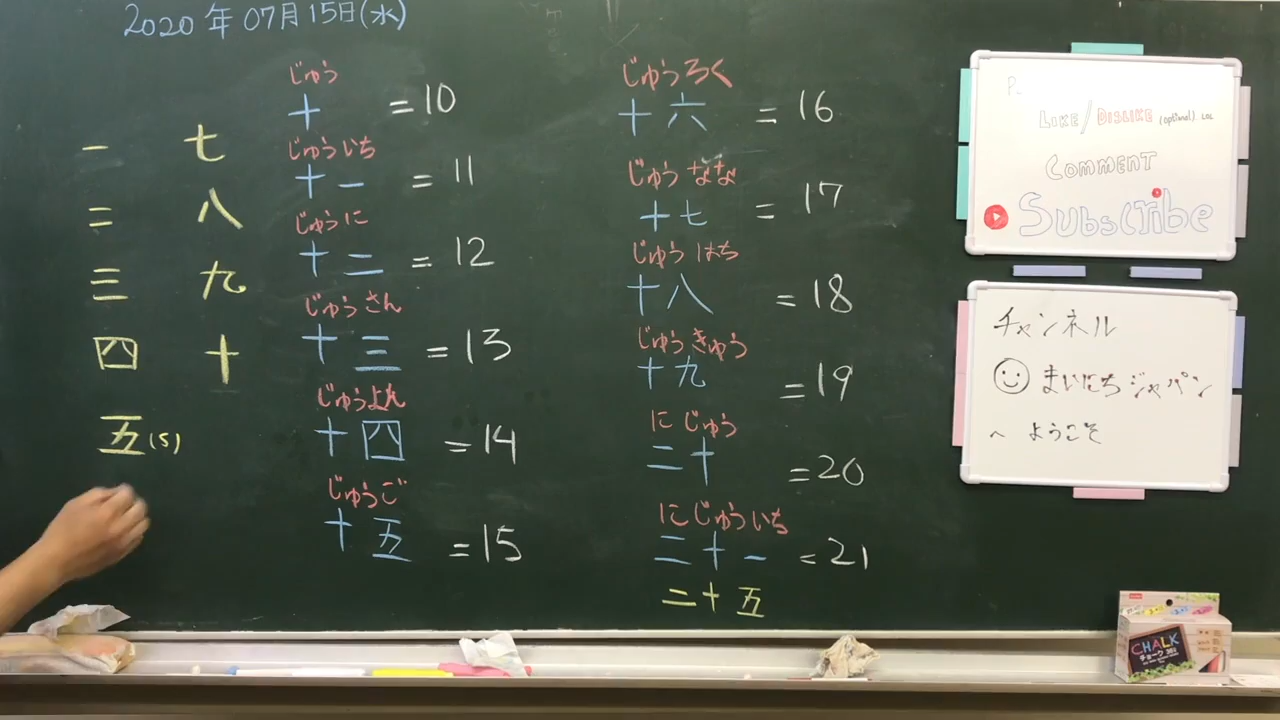 2020年07月15日(水)
一
二
三
四
五(5)
七
八
九
十
じゅう
十 =10
じゅういち
十一 =11
じゅうに
十二 =12
じゅうさん
十三 =13
じゅうよん
十四 =14
じゅうご
十五 =15
じゅうろく
十六 =16
じゅうなな
十七 =17
じゅうはち
十八 =18
じゅうきゅう
十九 =19
にじゅう
二十 =20
にじゅういち
二十一 =21
二十五
LIKE/DISLIKE (optional) LOL
COMMENT
Subscribe
チャンネル
まいにちジャパン
へ ようこそ
CHALK
チョーク